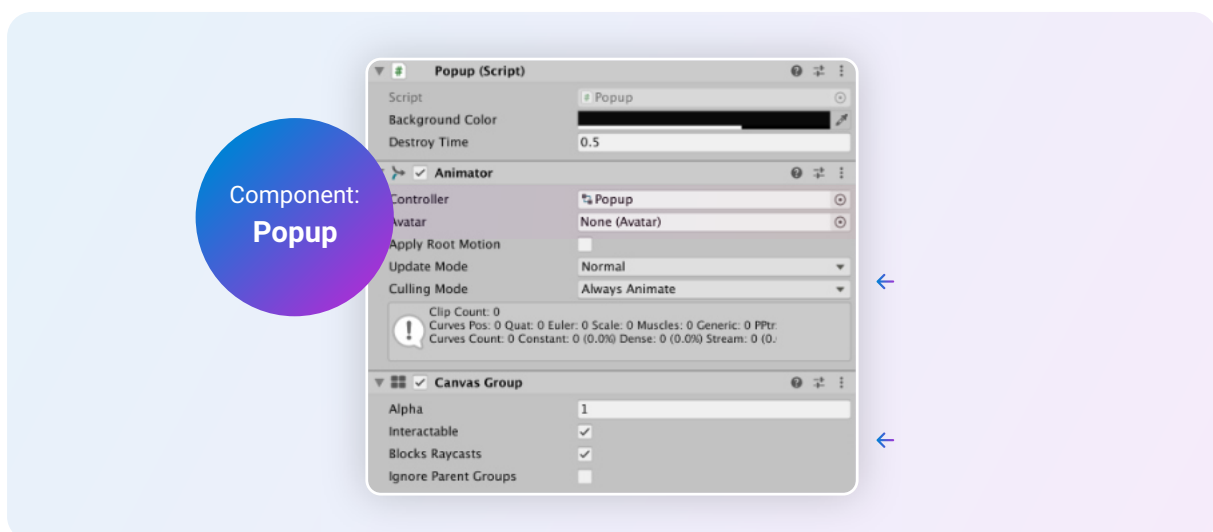 Component:
Popup
Popup (Script)
Script # Popup
Background Color
Destroy Time 0.5
Animator
Controller Popup
Avatar None (Avatar)
Apply Root Motion
Update Mode Normal
Culling Mode Always Animate
Clip Count: 0
Curves Pos: 0 Quat: 0 Euler: 0 Scale: 0 Muscles: 0 Generic: 0 PPtr:
Curves Count: 0 Constant: 0 (0.0%) Dense: 0 (0.0%) Stream: 0 (0.
Canvas Group
Alpha 1
Interactable
Blocks Raycasts
Ignore Parent Groups